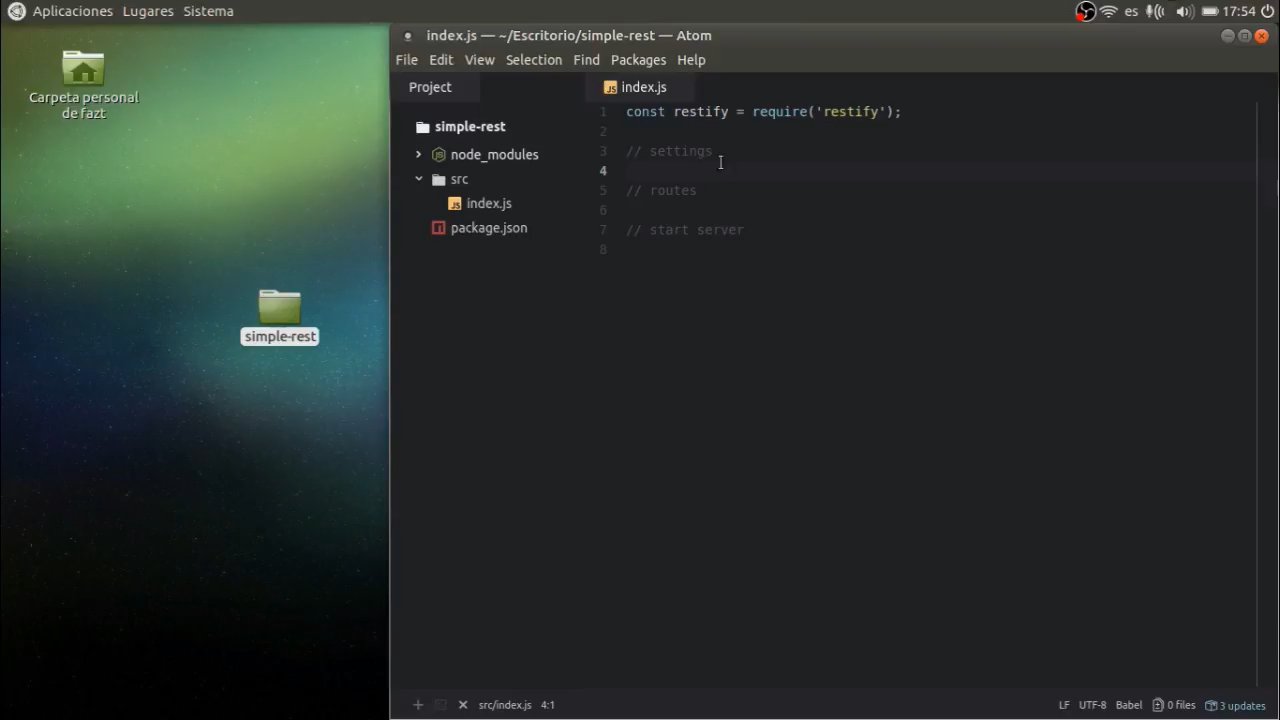 Aplicaciones Lugares Sistema
es 17:54
Carpeta personal
de fazt
simple-rest
index.js — ~/Escritorio/simple-rest — Atom
File Edit View Selection Find Packages Help
Project
simple-rest
node_modules
src
index.js
package.json
index.js
1 const restify = require('restify');
2
3 // settings
4
5 // routes
6
7 // start server
8
src/index.js 4:1
LF UTF-8 Babel 0 files 3 updates